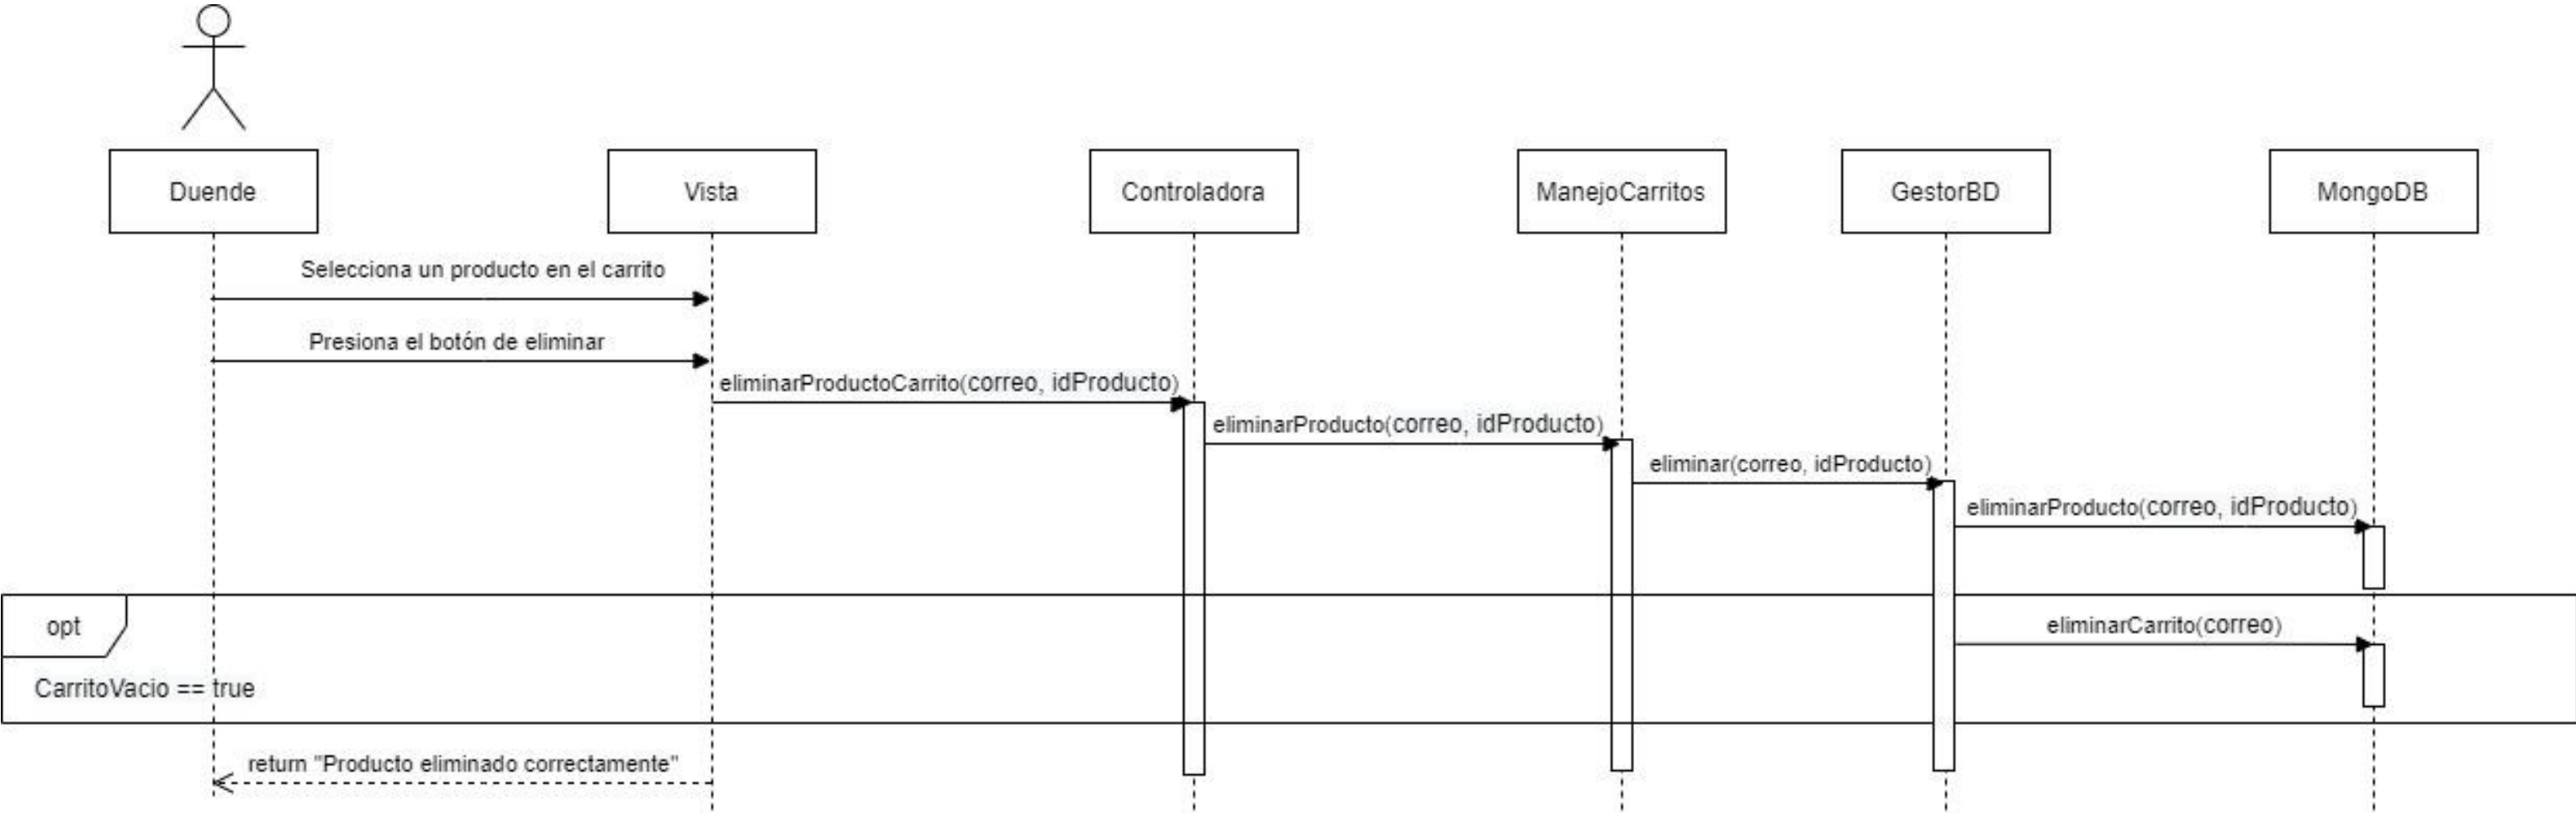 Duende
Vista
Controladora
ManejoCarritos
GestorBD
MongoDB
Selecciona un producto en el carrito
Presiona el botón de eliminar
eliminarProductoCarrito(correo, idProducto)
eliminarProducto(correo, idProducto)
eliminar(correo, idProducto)
eliminarProducto(correo, idProducto)
opt
eliminarCarrito(correo)
CarritoVacio == true
return "Producto eliminado correctamente"